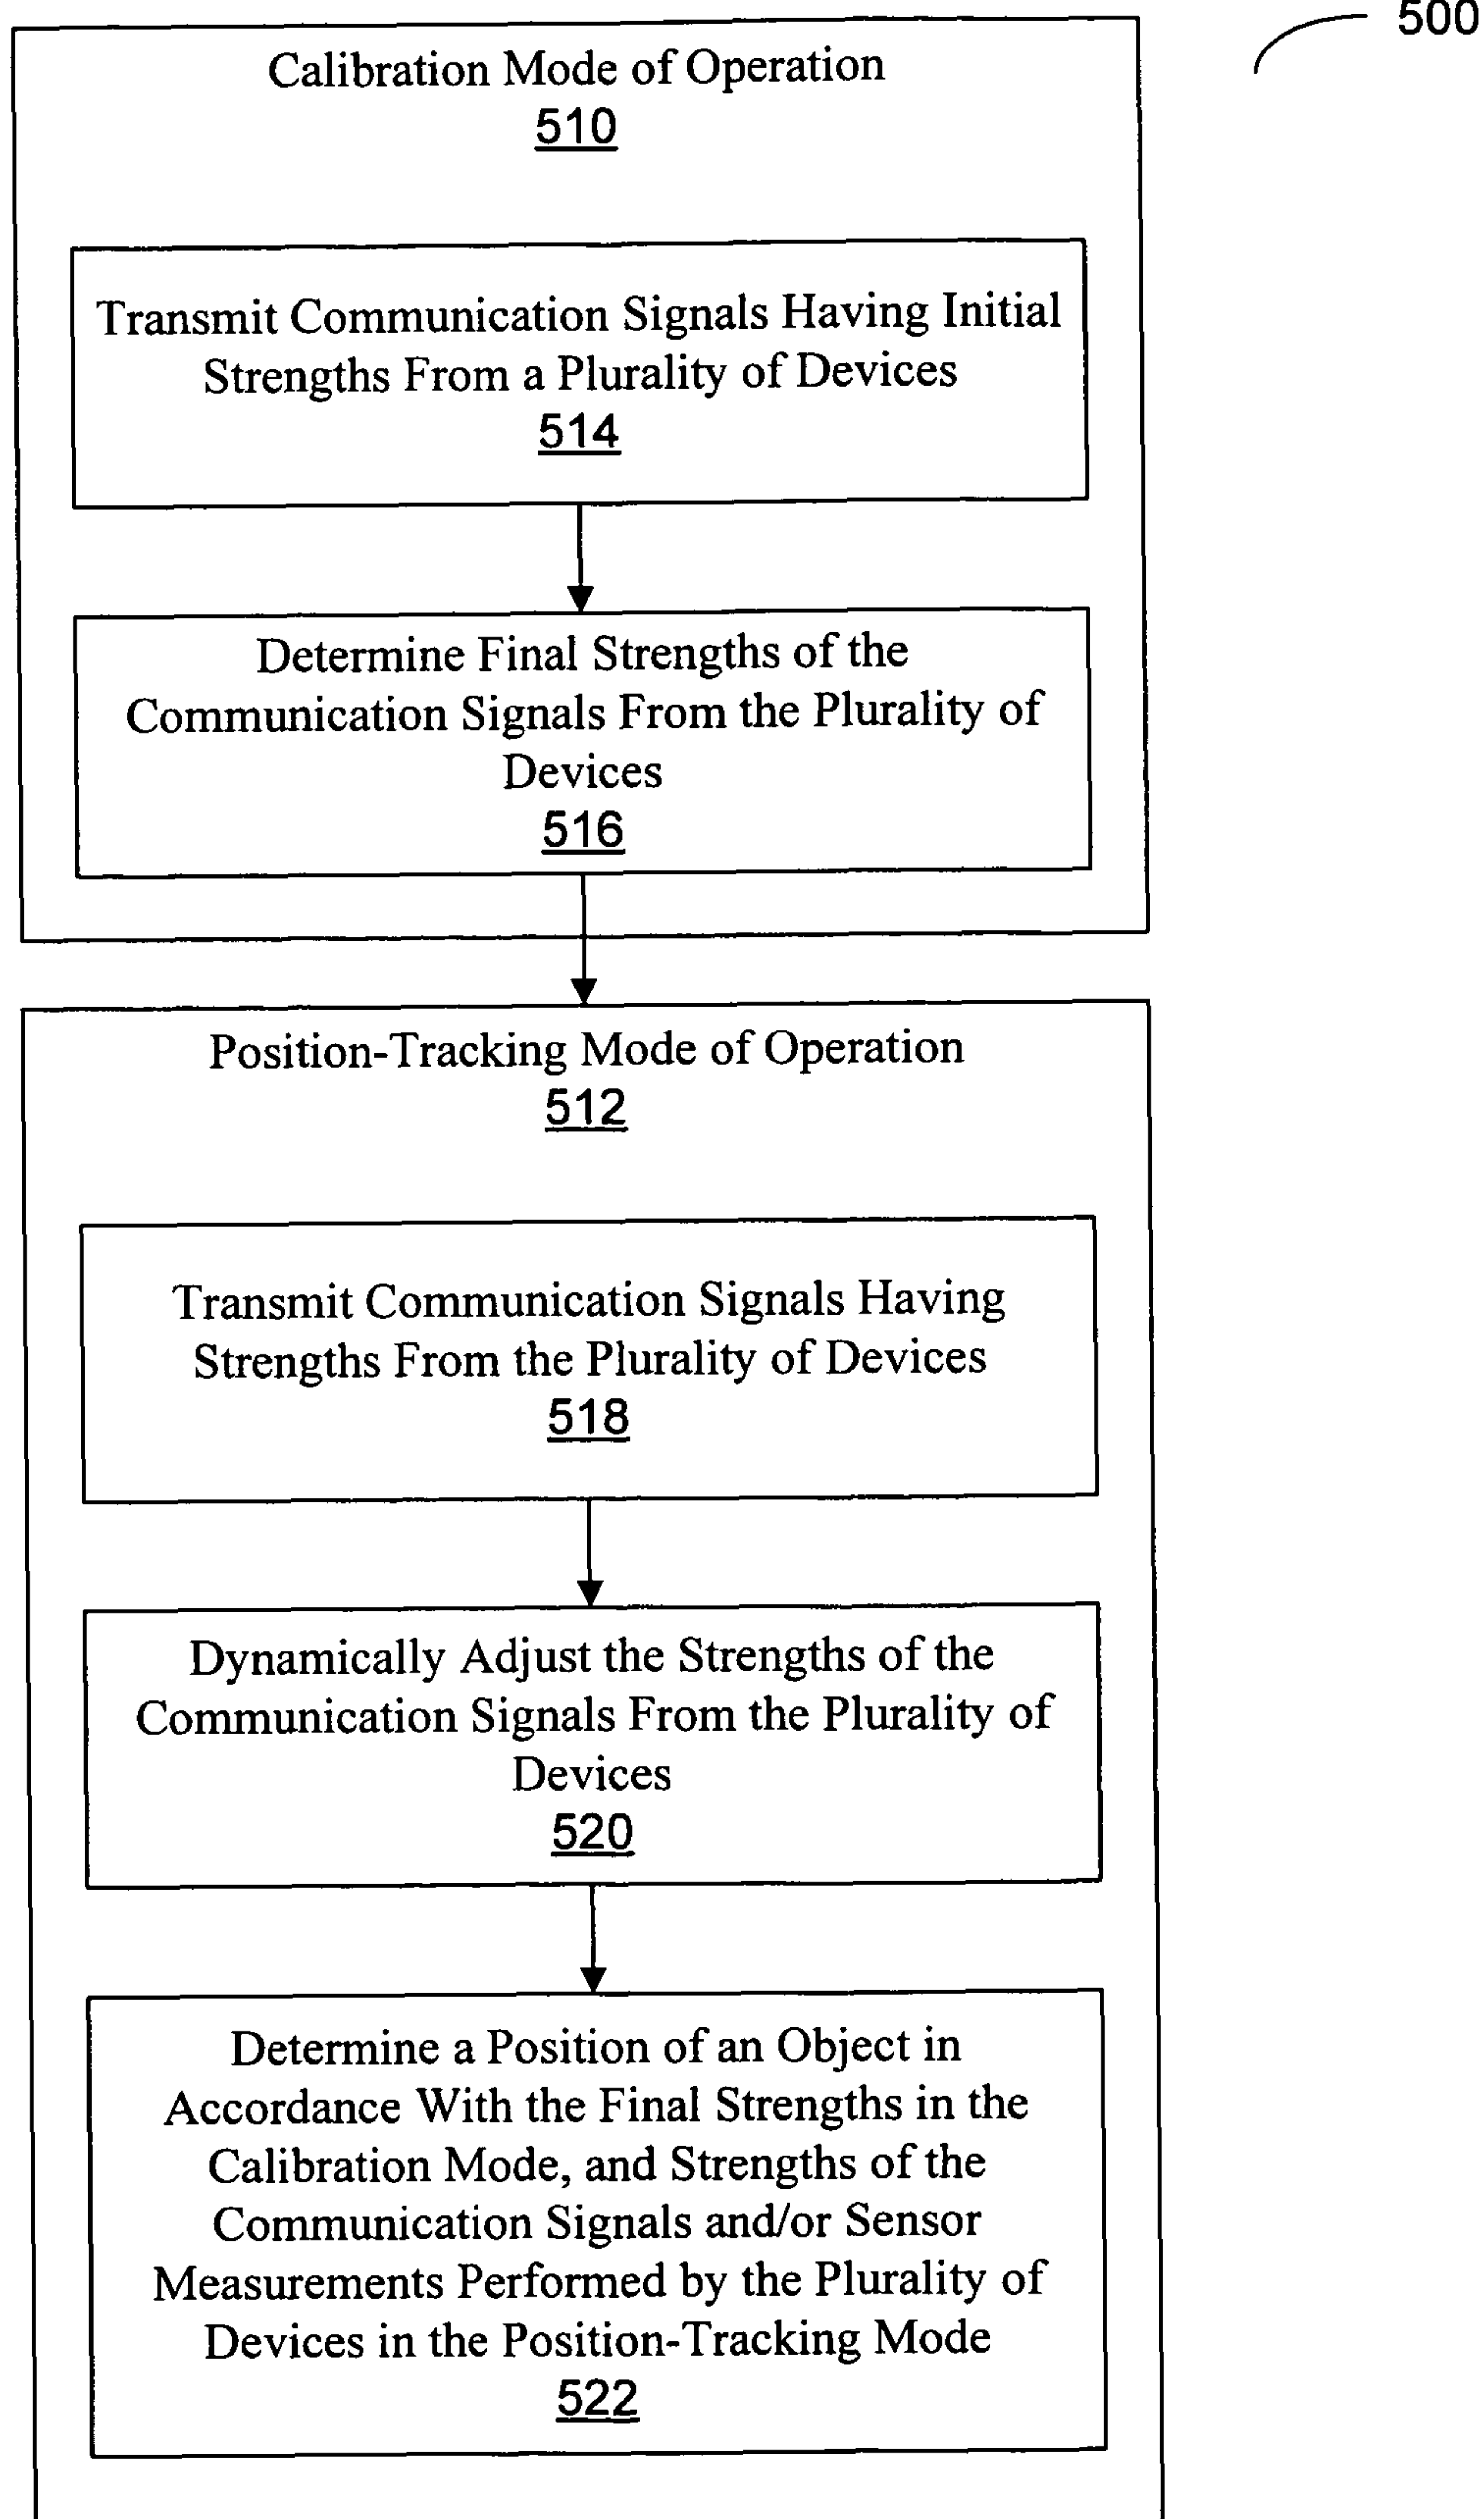 500
Calibration Mode of Operation
510
Transmit Communication Signals Having Initial
Strengths From a Plurality of Devices
514
Determine Final Strengths of the
Communication Signals From the Plurality of
Devices
516
Position-Tracking Mode of Operation
512
Transmit Communication Signals Having
Strengths From the Plurality of Devices
518
Dynamically Adjust the Strengths of the
Communication Signals From the Plurality of
Devices
520
Determine a Position of an Object in
Accordance With the Final Strengths in the
Calibration Mode, and Strengths of the
Communication Signals and/or Sensor
Measurements Performed by the Plurality of
Devices in the Position-Tracking Mode
522